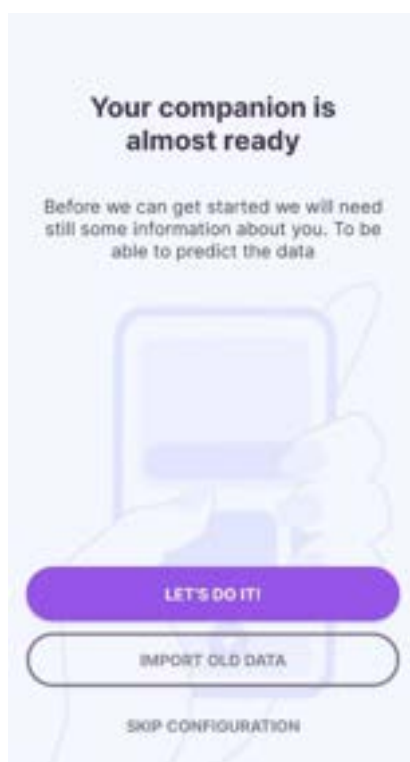 Your companion is
almost ready
Before we can get started we will need
still some information about you. To be
able to predict the data
LET'S DO IT!
IMPORT OLD DATA
SKIP CONFIGURATION